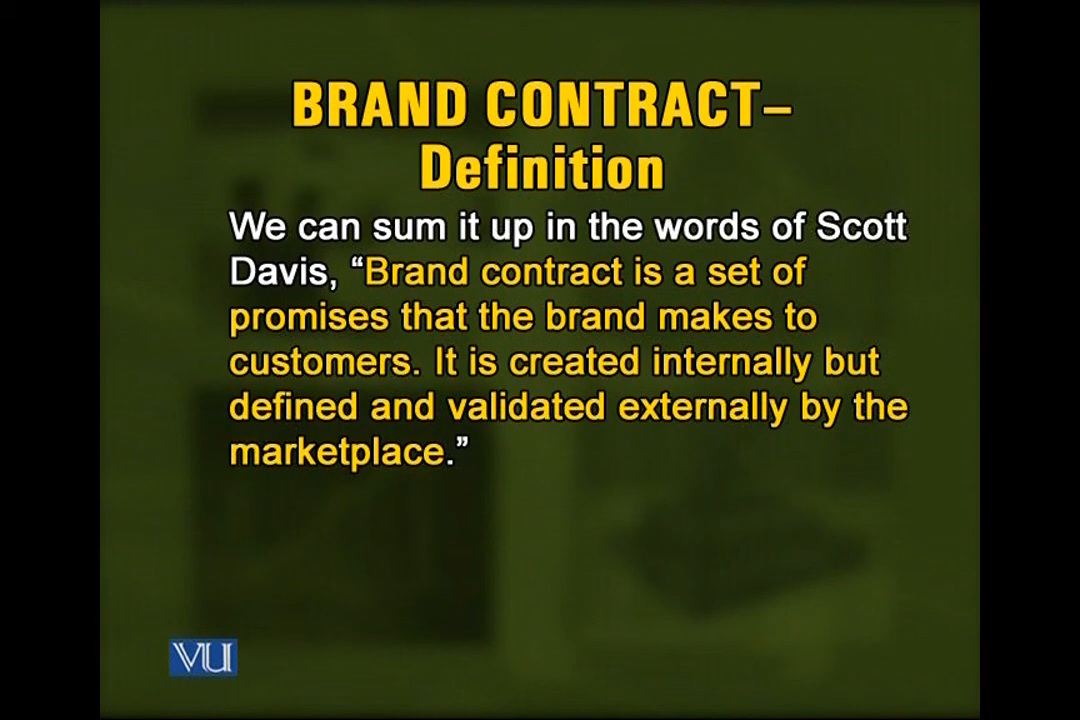 BRAND CONTRACT–
Definition
We can sum it up in the words of Scott
Davis, “Brand contract is a set of
promises that the brand makes to
customers. It is created internally but
defined and validated externally by the
marketplace.”
VU